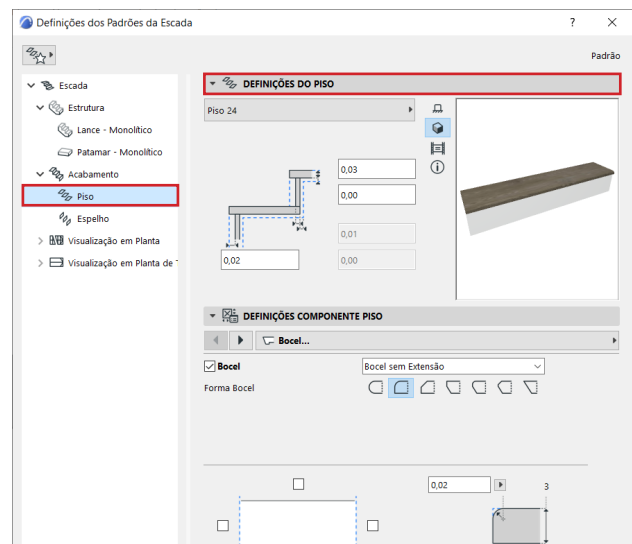 Definições dos Padrões da Escada
?
Padrão
Escada
Estrutura
Lance - Monolítico
Patamar - Monolítico
Acabamento
Piso
Espelho
Visualização em Planta
Visualização em Planta de
DEFINIÇÕES DO PISO
Piso 24
0,03
0,00
0,01
0,02
0,00
DEFINIÇÕES COMPONENTE PISO
Bocel...
Bocel
Bocel sem Extensão
Forma Bocel
0,02
3